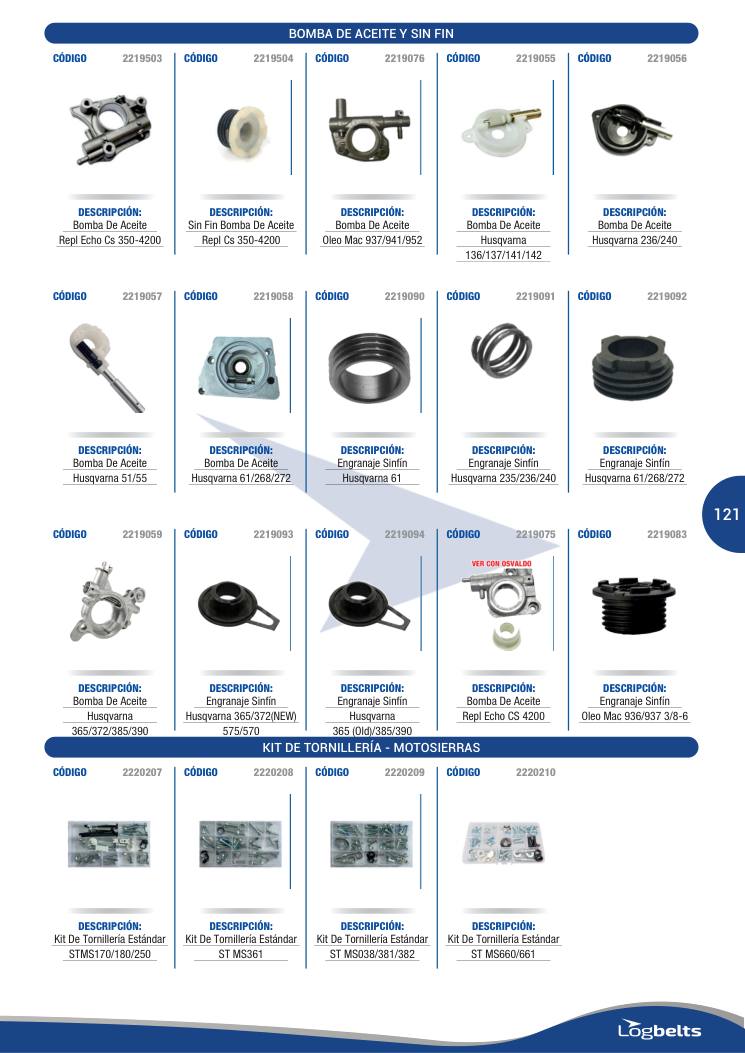 BOMBA DE ACEITE Y SIN FIN
CÓDIGO 2219503
DESCRIPCIÓN:
Bomba De Aceite
Repl Echo Cs 350-4200
CÓDIGO 2219504
DESCRIPCIÓN:
Sin Fin Bomba De Aceite
Repl Cs 350-4200
CÓDIGO 2219076
DESCRIPCIÓN:
Bomba De Aceite
Oleo Mac 937/941/952
CÓDIGO 2219055
DESCRIPCIÓN:
Bomba De Aceite
Husqvarna
136/137/141/142
CÓDIGO 2219056
DESCRIPCIÓN:
Bomba De Aceite
Husqvarna 236/240
CÓDIGO 2219057
DESCRIPCIÓN:
Bomba De Aceite
Husqvarna 51/55
CÓDIGO 2219058
DESCRIPCIÓN:
Bomba De Aceite
Husqvarna 61/268/272
CÓDIGO 2219090
DESCRIPCIÓN:
Engranaje Sinfín
Husqvarna 61
CÓDIGO 2219091
DESCRIPCIÓN:
Engranaje Sinfín
Husqvarna 235/236/240
CÓDIGO 2219092
DESCRIPCIÓN:
Engranaje Sinfín
Husqvarna 61/268/272
121
CÓDIGO 2219059
DESCRIPCIÓN:
Bomba De Aceite
Husqvarna
365/372/385/390
CÓDIGO 2219093
DESCRIPCIÓN:
Engranaje Sinfín
Husqvarna 365/372(NEW)
575/570
CÓDIGO 2219094
DESCRIPCIÓN:
Engranaje Sinfín
Husqvarna
365 (Old)/385/390
CÓDIGO 2219075
VER CON OSVALDO
DESCRIPCIÓN:
Bomba De Aceite
Repl Echo CS 4200
CÓDIGO 2219083
DESCRIPCIÓN:
Engranaje Sinfín
Oleo Mac 936/937 3/8-6
KIT DE TORNILLERÍA - MOTOSIERRAS
CÓDIGO 2220207
DESCRIPCIÓN:
Kit De Tornillería Estándar
STMS170/180/250
CÓDIGO 2220208
DESCRIPCIÓN:
Kit De Tornillería Estándar
ST MS361
CÓDIGO 2220209
DESCRIPCIÓN:
Kit De Tornillería Estándar
ST MS038/381/382
CÓDIGO 2220210
DESCRIPCIÓN:
Kit De Tornillería Estándar
ST MS660/661
Logbelts